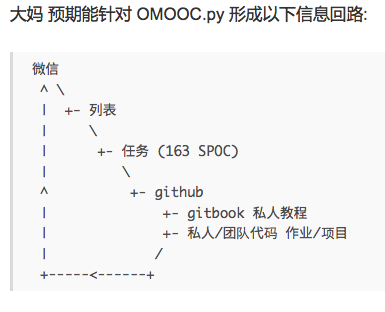 大妈 预期能针对 OMOOC.py 形成以下信息回路:
微信
 ^ \
 |  +- 列表
 |     \
 |      +- 任务 (163 SPOC)
 |         \
 ^          +- github
 |              +- gitbook 私人教程
 |              +- 私人/团队代码 作业/项目
 |             /
 +-----<------+